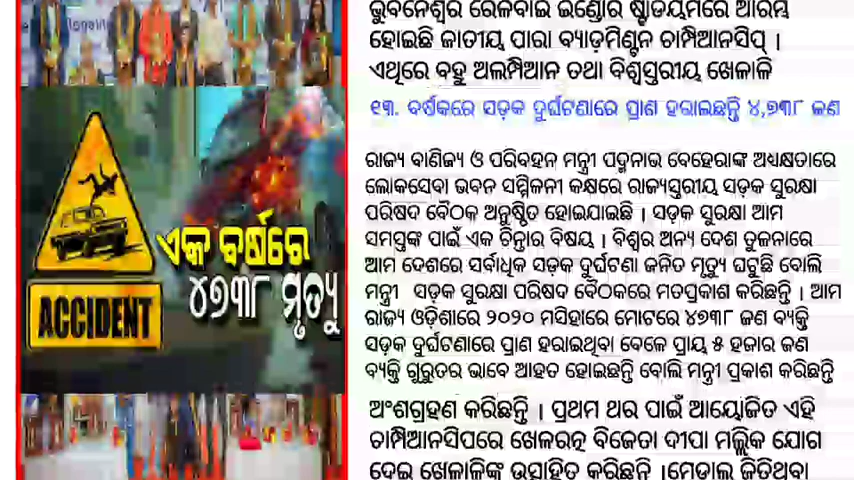 ଭୁବନେଶ୍ୱର ରେଳବାଇ ଇଣ୍ଡୋର ଷ୍ଟାଡିୟମରେ ଆରମ୍ଭ
ହୋଇଛି ଜାତୀୟ ପାରା ବ୍ୟାଡ଼ମିଣ୍ଟନ ଚାମ୍ପିଆନସିପ୍ ।
ଏଥିରେ ବହୁ ଅଲମ୍ପିଆନ ତଥା ବିଶ୍ୱସ୍ତରୀୟ ଖେଳାଳି
୧୩. ବର୍ଷକରେ ସଡ଼କ ଦୁର୍ଘଟଣାରେ ପ୍ରାଣ ହରାଇଛନ୍ତି ୪,୭୩୮ ଜଣ
ରାଜ୍ୟ ବାଣିଜ୍ୟ ଓ ପରିବହନ ମନ୍ତ୍ରୀ ପଦ୍ମନାଭ ବେହେରାଙ୍କ ଅଧ୍ୟକ୍ଷତାରେ
ଲୋକସେବା ଭବନ ସମ୍ମିଳନୀ କକ୍ଷରେ ରାଜ୍ୟସ୍ତରୀୟ ସଡ଼କ ସୁରକ୍ଷା
ପରିଷଦ ବୈଠକ ଅନୁଷ୍ଠିତ ହୋଇଯାଇଛି । ସଡ଼କ ସୁରକ୍ଷା ଆମ
ସମସ୍ତଙ୍କ ପାଇଁ ଏକ ଚିନ୍ତାର ବିଷୟ । ବିଶ୍ୱର ଅନ୍ୟ ଦେଶ ତୁଳନାରେ
ଆମ ଦେଶରେ ସର୍ବାଧିକ ସଡ଼କ ଦୁର୍ଘଟଣା ଜନିତ ମୃତ୍ୟୁ ଘଟୁଛି ବୋଲି
ମନ୍ତ୍ରୀ ସଡ଼କ ସୁରକ୍ଷା ପରିଷଦ ବୈଠକରେ ମତପ୍ରକାଶ କରିଛନ୍ତି । ଆମ
ରାଜ୍ୟ ଓଡ଼ିଶାରେ ୨୦୨୦ ମସିହାରେ ମୋଟରେ ୪୭୩୮ ଜଣ ବ୍ୟକ୍ତି
ସଡ଼କ ଦୁର୍ଘଟଣାରେ ପ୍ରାଣ ହରାଇଥିବା ବେଳେ ପ୍ରାୟ ୫ ହଜାର ଜଣ
ବ୍ୟକ୍ତି ଗୁରୁତର ଭାବେ ଆହତ ହୋଇଛନ୍ତି ବୋଲି ମନ୍ତ୍ରୀ ପ୍ରକାଶ କରିଛନ୍ତି
ଏକ ବର୍ଷରେ
୪୭୩୮ ମୃତ୍ୟୁ
ACCIDENT
ଅଂଶଗ୍ରହଣ କରିଛନ୍ତି । ପ୍ରଥମ ଥର ପାଇଁ ଆୟୋଜିତ ଏହି
ଚାମ୍ପିଆନସିପରେ ଖେଳରତ୍ନ ବିଜେତା ଦୀପା ମଲ୍ଲିକ ଯୋଗ
ଦେଇ ଖେଳାଳିଙ୍କୁ ଉତ୍ସାହିତ କରିଛନ୍ତି ।ମେଡାଲ ଜିତିଥିବା